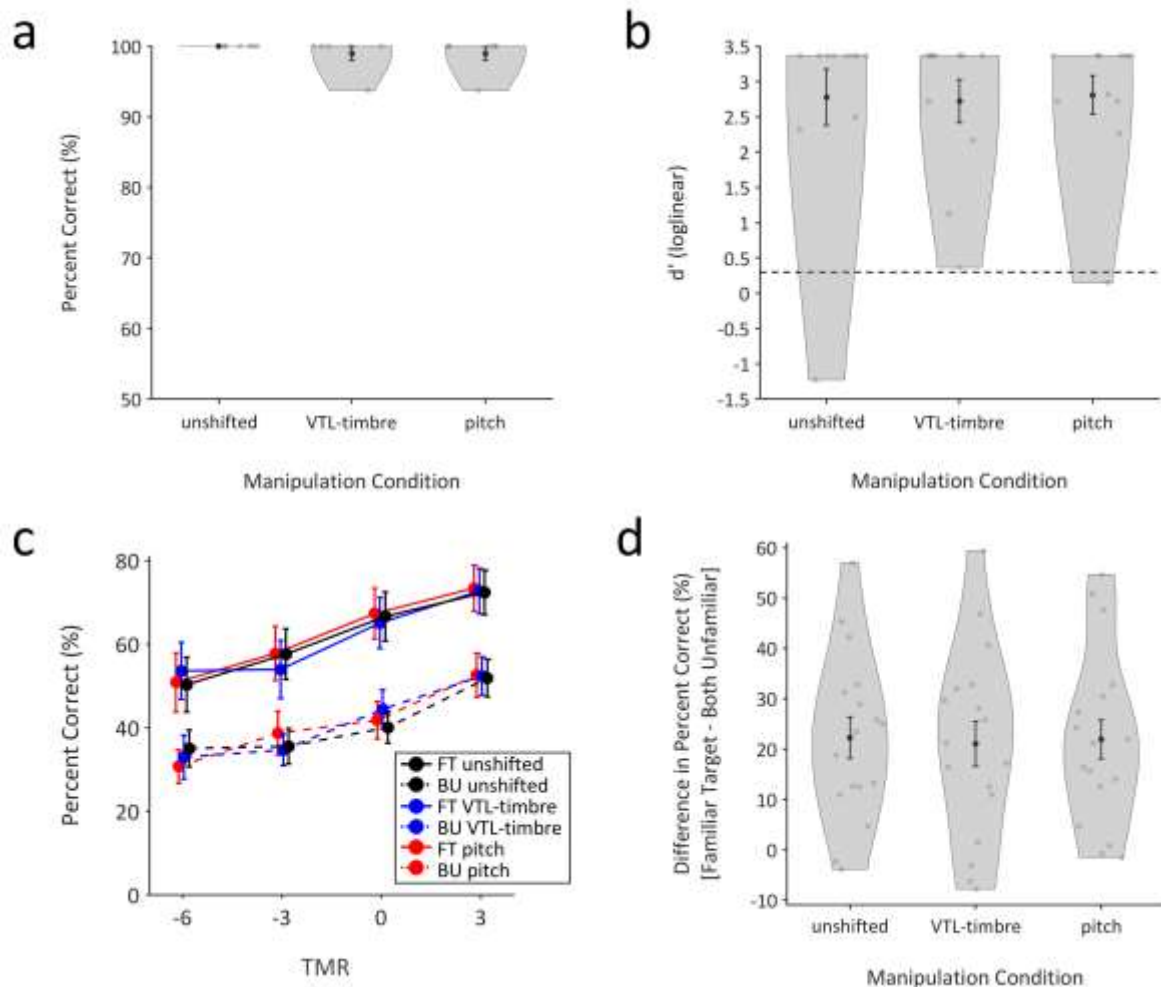 a
100
90
80
70
60
50
Percent Correct (%)
unshifted
VTL-timbre
pitch
Manipulation Condition
b
3.5
3
2.5
2
1.5
1
0.5
0
-0.5
-1
-1.5
d' (loglinear)
unshifted
VTL-timbre
pitch
Manipulation Condition
c
80
60
40
20
0
Percent Correct (%)
-6
-3
0
3
TMR
FT unshifted
BU unshifted
FT VTL-timbre
BU VTL-timbre
FT pitch
BU pitch
d
60
50
40
30
20
10
0
-10
Difference in Percent Correct (%)
[Familiar Target - Both Unfamiliar]
unshifted
VTL-timbre
pitch
Manipulation Condition